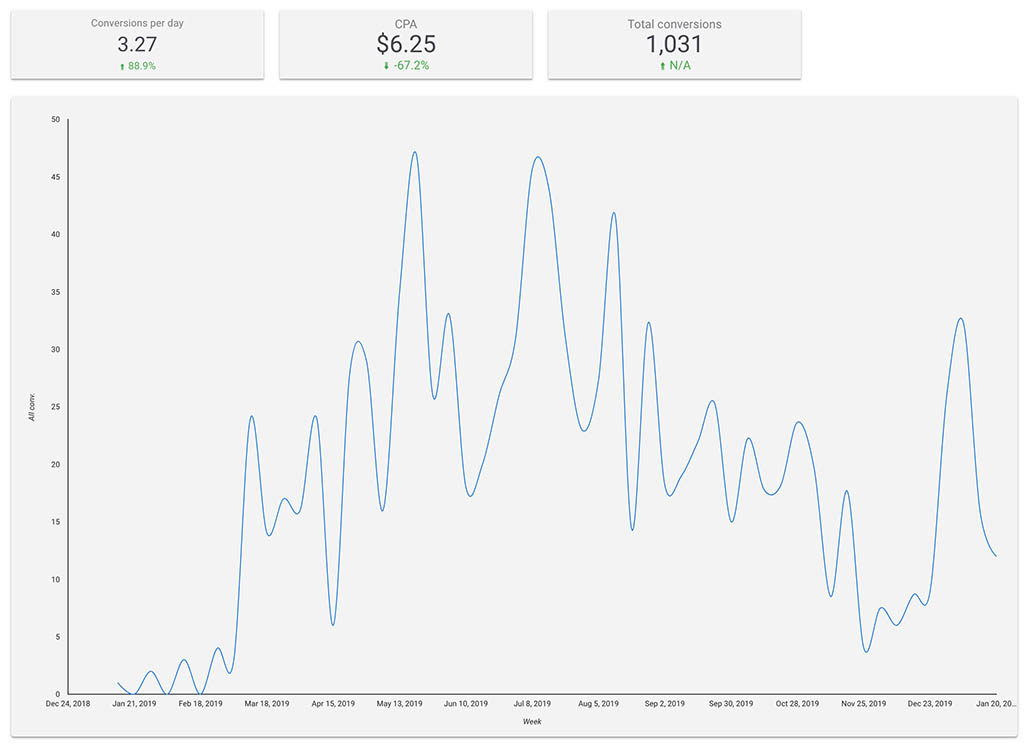 Conversions per day
3.27
88.9%
CPA
$6.25
-67.2%
Total conversions
1,031
N/A
50
45
40
35
30
25
20
15
10
5
0
All conv.
Dec 24, 2018 Jan 21, 2019 Feb 18, 2019 Mar 18, 2019 Apr 15, 2019 May 13, 2019 Jun 10, 2019 Jul 8, 2019 Aug 5, 2019 Sep 2, 2019 Sep 30, 2019 Oct 28, 2019 Nov 25, 2019 Dec 23, 2019 Jan 20, 20...
Week